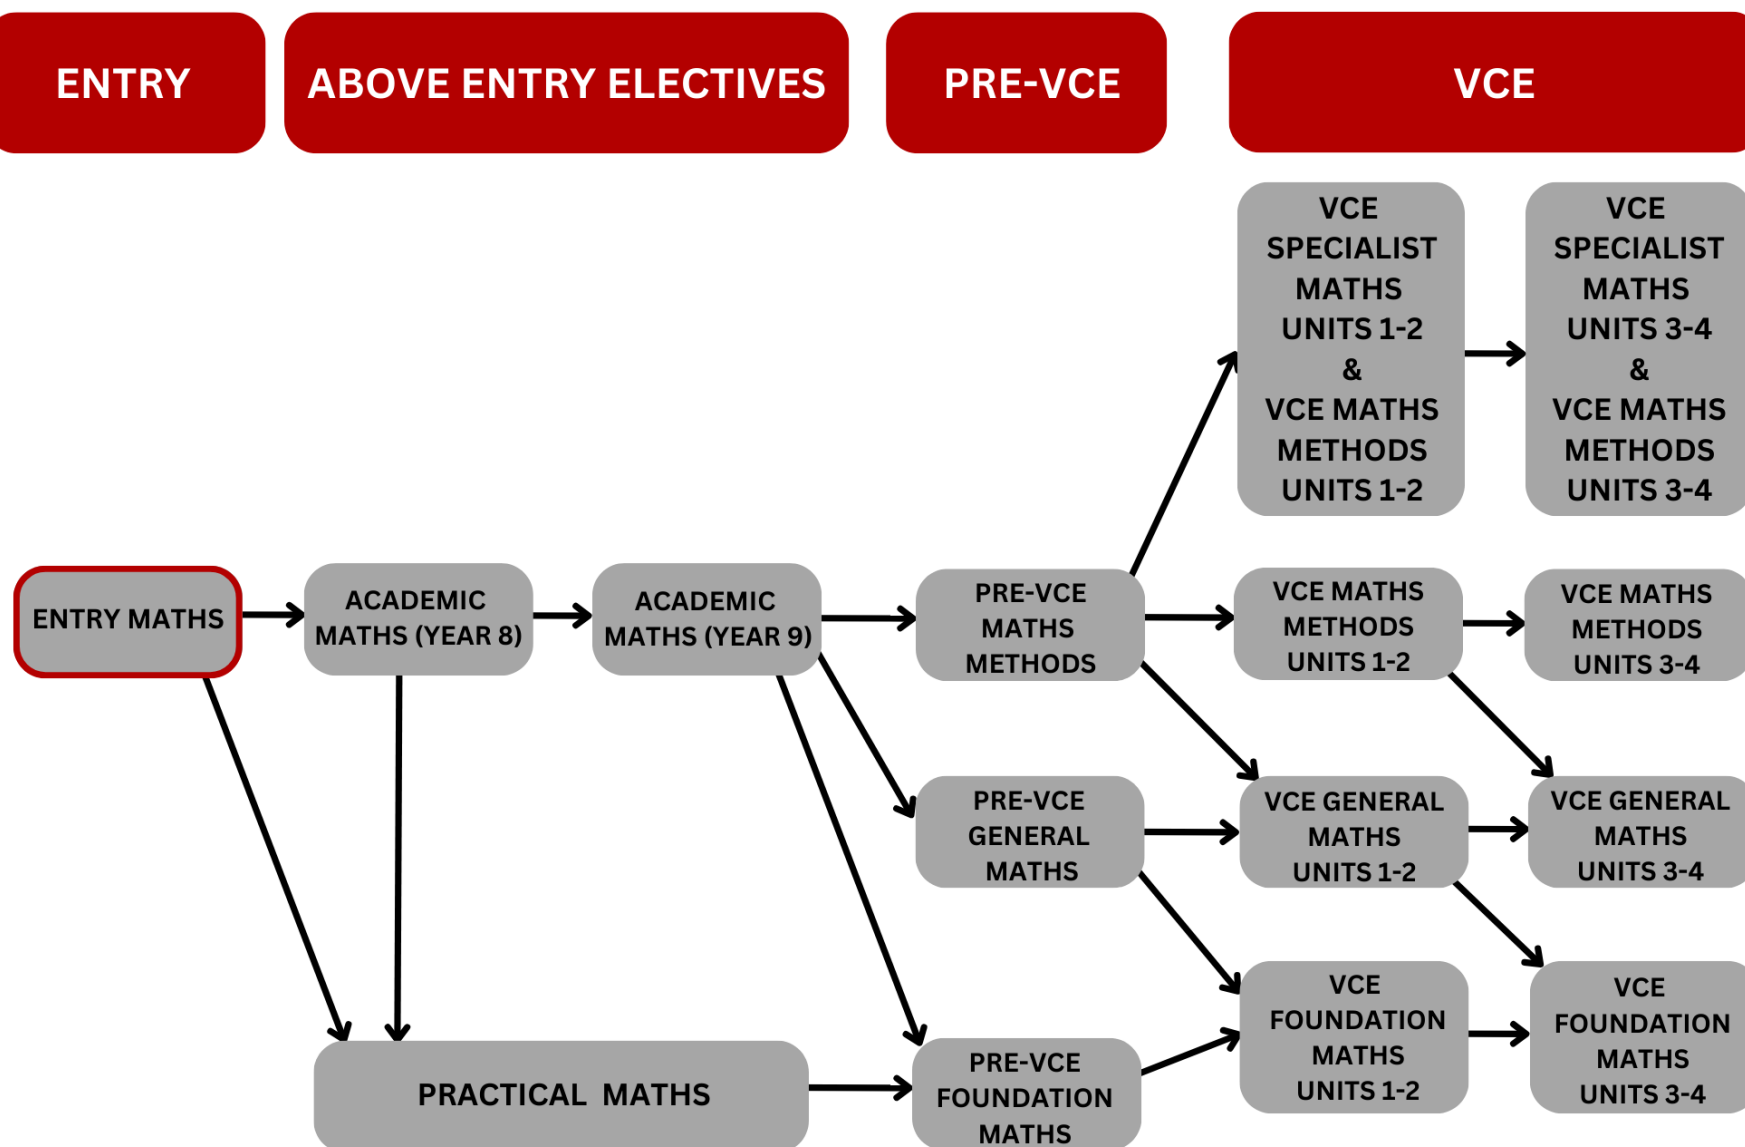 ENTRY
ABOVE ENTRY ELECTIVES
PRE-VCE
VCE
VCE
SPECIALIST
MATHS
UNITS 1-2
&
VCE MATHS
METHODS
UNITS 1-2
VCE
SPECIALIST
MATHS
UNITS 3-4
&
VCE MATHS
METHODS
UNITS 3-4
ENTRY MATHS
ACADEMIC
MATHS (YEAR 8)
ACADEMIC
MATHS (YEAR 9)
PRE-VCE
MATHS
METHODS
VCE MATHS
METHODS
UNITS 1-2
VCE MATHS
METHODS
UNITS 3-4
PRE-VCE
GENERAL
MATHS
VCE GENERAL
MATHS
UNITS 1-2
VCE GENERAL
MATHS
UNITS 3-4
PRACTICAL MATHS
PRE-VCE
FOUNDATION
MATHS
VCE
FOUNDATION
MATHS
UNITS 1-2
VCE
FOUNDATION
MATHS
UNITS 3-4